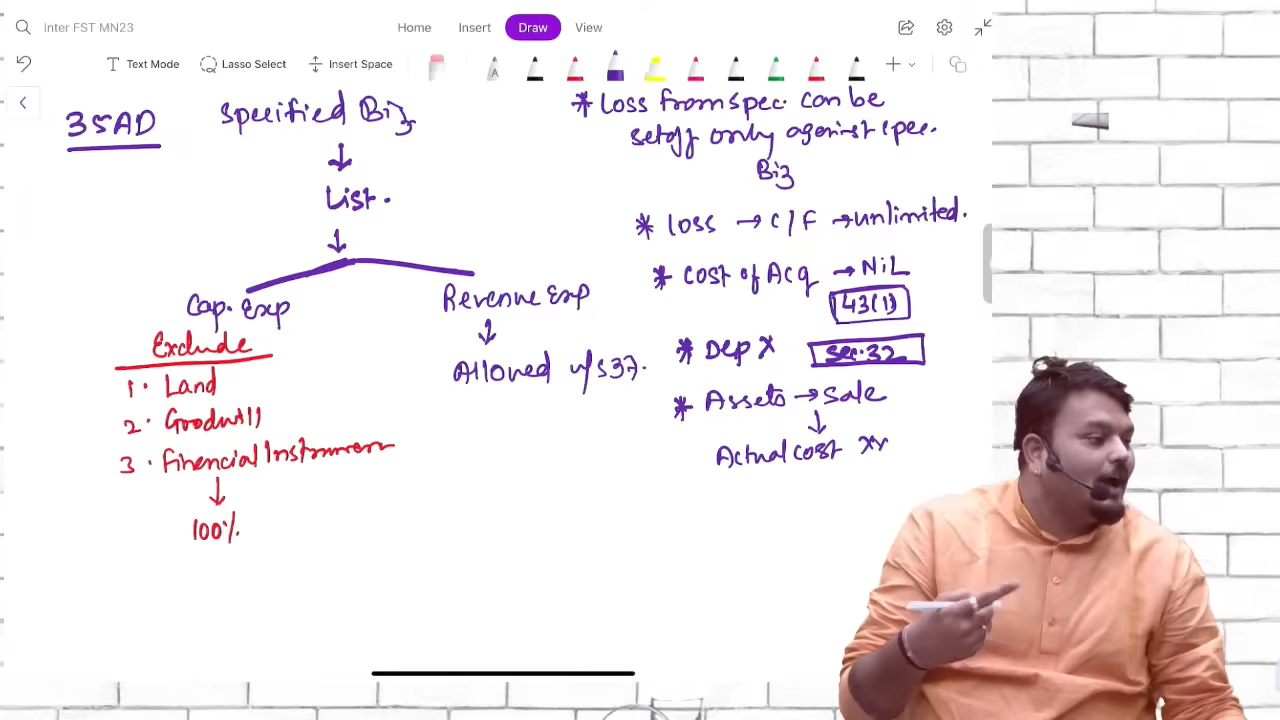 Inter FST MN23
Home
Insert
Draw
View
Text Mode
Lasso Select
Insert Space
35AD
Specified Biz
List.
Cap. Exp
Revenue Exp
Allowed u/s 37.
Exclude
1. Land
2. Goodwill
3. Financial Instrument
100%
* Loss from spec. can be
setoff only against spec.
Biz
* Loss → C/F → unlimited.
* Cost of Acq → NiL
43(1)
* Dep X Sec.32
* Assets → Sale
Actual cost xx